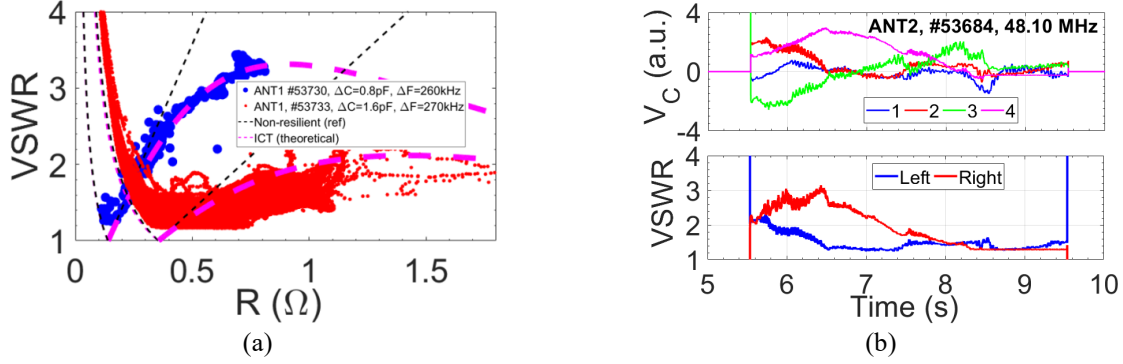 VSWR
4
3
2
1
ANT1 #53730, ΔC=0.8pF, ΔF=260kHz
ANT1, #53733, ΔC=1.6pF, ΔF=270kHz
Non-resilient (ref)
ICT (theoretical)
0 0.5 1 1.5
R (Ω)
(a)
ANT2, #53684, 48.10 MHz
V_C (a.u.)
4
0
-4
1 2 3 4
VSWR
4
3
2
1
Left Right
5 6 7 8 9 10
Time (s)
(b)